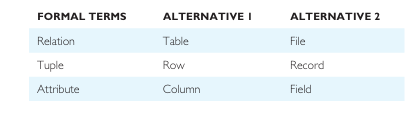 FORMAL TERMS ALTERNATIVE 1 ALTERNATIVE 2
Relation Table File
Tuple Row Record
Attribute Column Field